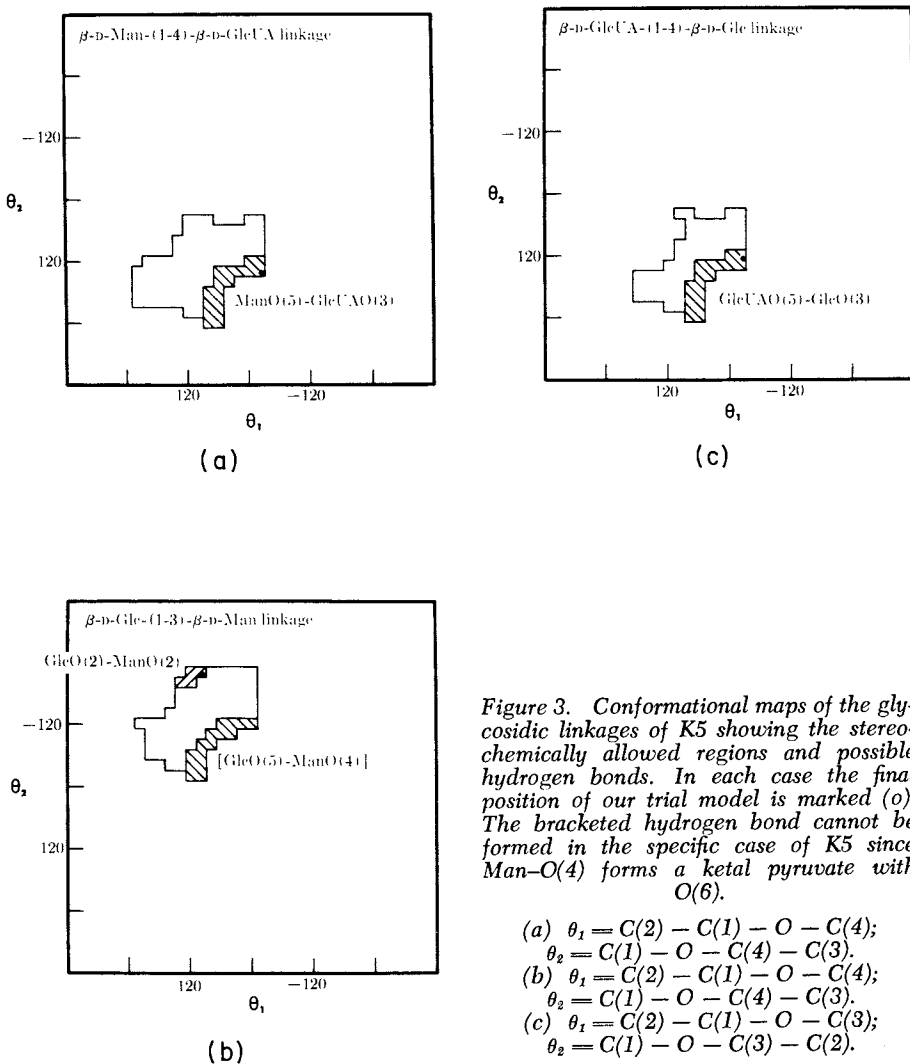 β-D-Man-(1-4)-β-D-GlcUA linkage
-120
θ₂
120
ManO(5)-GlcUAO(3)
120
-120
θ₁
(a)
β-D-GlcUA-(1-4)-β-D-Glc linkage
-120
θ₂
120
GlcUAO(5)-GlcO(3)
120
-120
θ₁
(c)
β-D-Glc-(1-3)-β-D-Man linkage
GlcO(2)-ManO(2)
-120
[GlcO(5)-ManO(4)]
θ₂
120
120
-120
θ₁
(b)
Figure 3. Conformational maps of the gly-
cosidic linkages of K5 showing the stereo-
chemically allowed regions and possible
hydrogen bonds. In each case the fina
position of our trial model is marked (o)
The bracketed hydrogen bond cannot be
formed in the specific case of K5 since
Man–O(4) forms a ketal pyruvate with
O(6).
(a) θ₁ = C(2) – C(1) – O – C(4);
θ₂ = C(1) – O – C(4) – C(3).
(b) θ₁ = C(2) – C(1) – O – C(4);
θ₂ = C(1) – O – C(4) – C(3).
(c) θ₁ = C(2) – C(1) – O – C(3);
θ₂ = C(1) – O – C(3) – C(2).